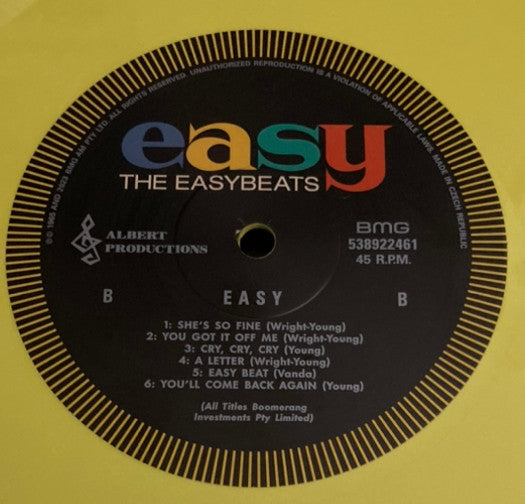 ℗© 1965 AND 2023 BMG AM PTY LTD. ALL RIGHTS RESERVED. UNAUTHORIZED REPRODUCTION IS A VIOLATION OF APPLICABLE LAWS. MADE IN CZECH REPUBLIC
easy
THE EASYBEATS
ALBERT
PRODUCTIONS
BMG
538922461
45 R.P.M.
B EASY B
1: SHE'S SO FINE (Wright-Young)
2: YOU GOT IT OFF ME (Wright-Young)
3: CRY, CRY, CRY (Young)
4: A LETTER (Wright-Young)
5: EASY BEAT (Vanda)
6: YOU'LL COME BACK AGAIN (Young)
(All Titles Boomerang
Investments Pty Limited)